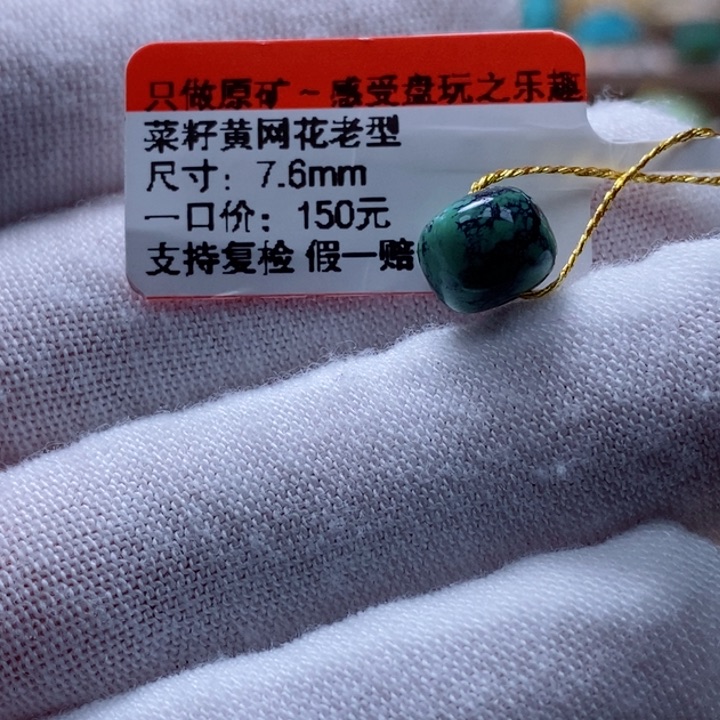 只做原矿~感受盘玩之乐趣
菜籽黄网花老型
尺寸：7.6mm
一口价：150元
支持复检 假一赔